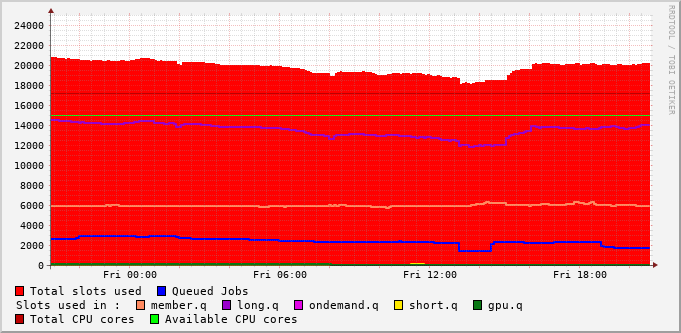 24000
22000
20000
18000
16000
14000
12000
10000
8000
6000
4000
2000
0
Fri 00:00 Fri 06:00 Fri 12:00 Fri 18:00
Total slots used Queued Jobs
Slots used in : member.q long.q ondemand.q short.q gpu.q
Total CPU cores Available CPU cores
RRDTOOL / TOBI OETIKER